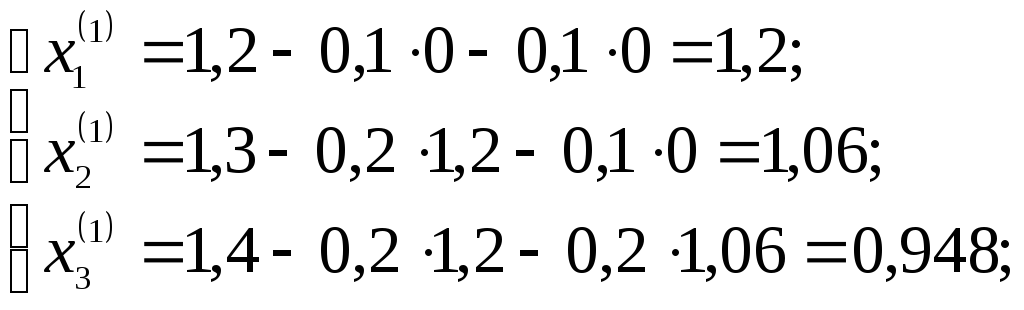 x₁⁽¹⁾ =1,2- 0,1 ·0- 0,1 ·0 =1,2;
x₂⁽¹⁾ =1,3- 0,2 ·1,2- 0,1 ·0 =1,06;
x₃⁽¹⁾ =1,4- 0,2 ·1,2- 0,2 ·1,06 =0,948;